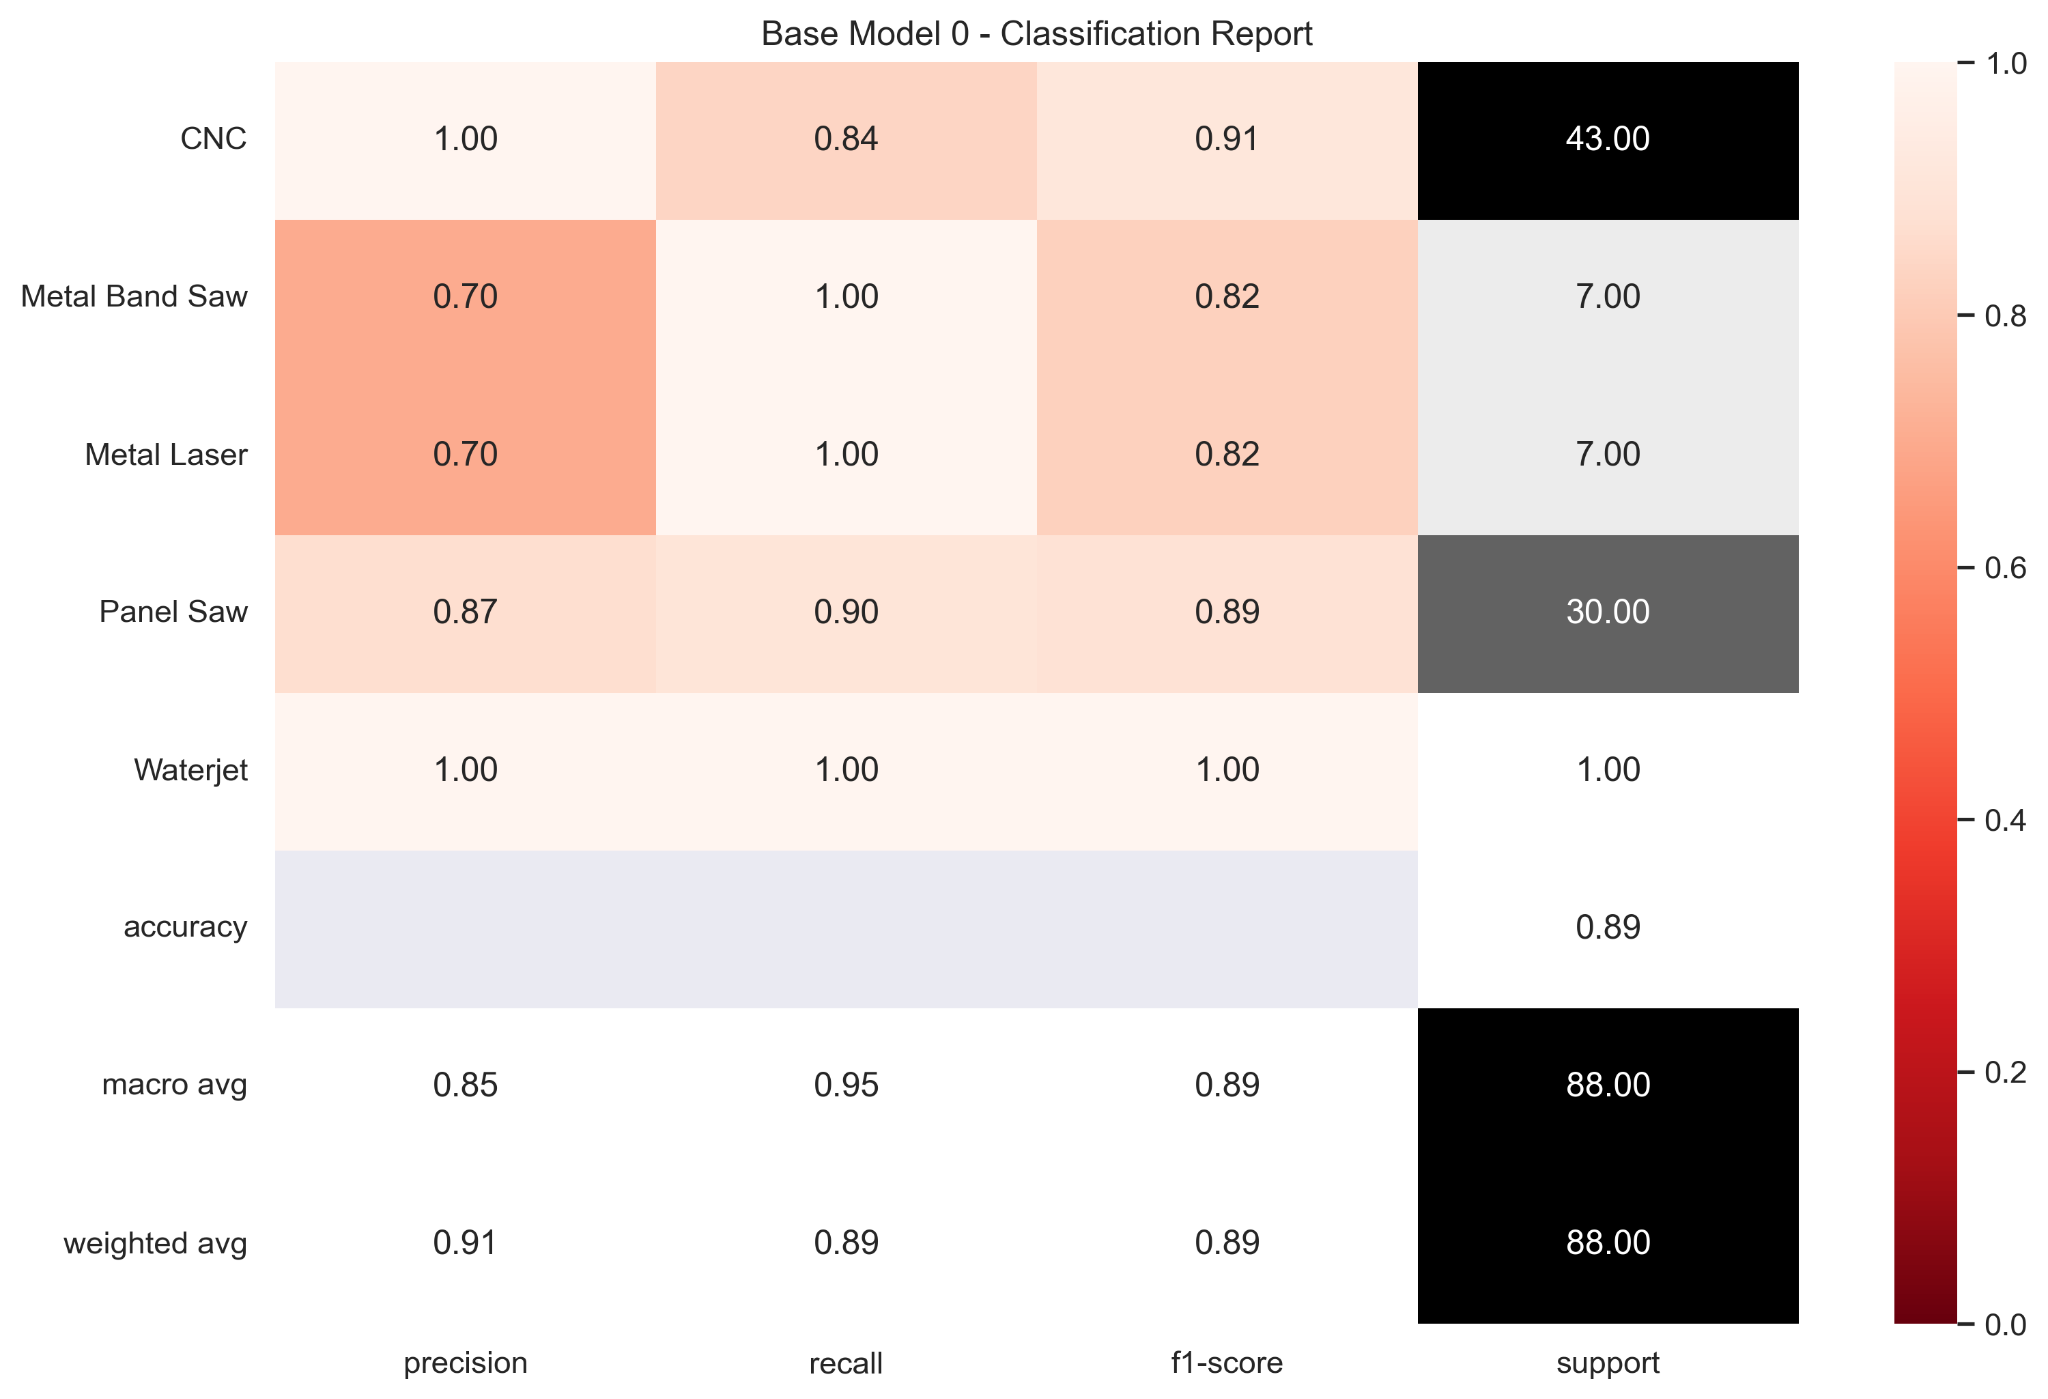 Base Model 0 - Classification Report
CNC 1.00 0.84 0.91 43.00
Metal Band Saw 0.70 1.00 0.82 7.00
Metal Laser 0.70 1.00 0.82 7.00
Panel Saw 0.87 0.90 0.89 30.00
Waterjet 1.00 1.00 1.00 1.00
accuracy 0.89
macro avg 0.85 0.95 0.89 88.00
weighted avg 0.91 0.89 0.89 88.00
precision recall f1-score support
1.0
0.8
0.6
0.4
0.2
0.0